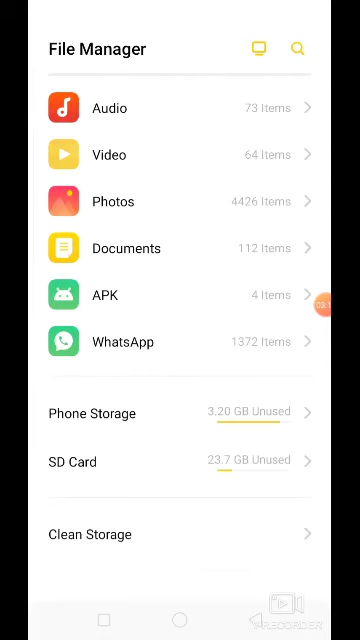 File Manager
Audio 73 Items
Video 64 Items
Photos 4426 Items
Documents 112 Items
APK 4 Items
WhatsApp 1372 Items
Phone Storage 3.20 GB Unused
SD Card 23.7 GB Unused
Clean Storage
RECORDER